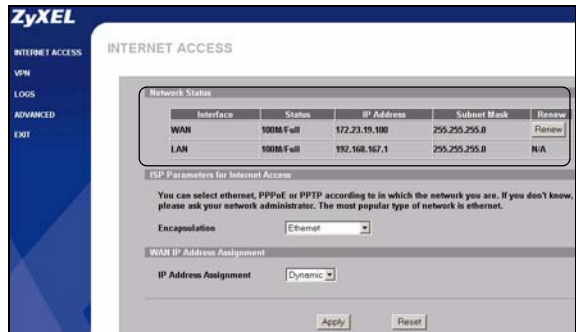 ZyXEL
INTERNET ACCESS
VPN
LOGS
ADVANCED
EXIT
INTERNET ACCESS
Network Status
Interface Status IP Address Subnet Mask Renew
WAN 100M/Full 172.23.19.100 255.255.255.0 Renew
LAN 100M/Full 192.168.167.1 255.255.255.0 N/A
ISP Parameters for Internet Access
You can select ethernet, PPPoE or PPTP according to in which the network you are. If you don't know,
please ask your network administrator. The most popular type of network is ethernet.
Encapsulation Ethernet
WAN IP Address Assignment
IP Address Assignment Dynamic
Apply Reset